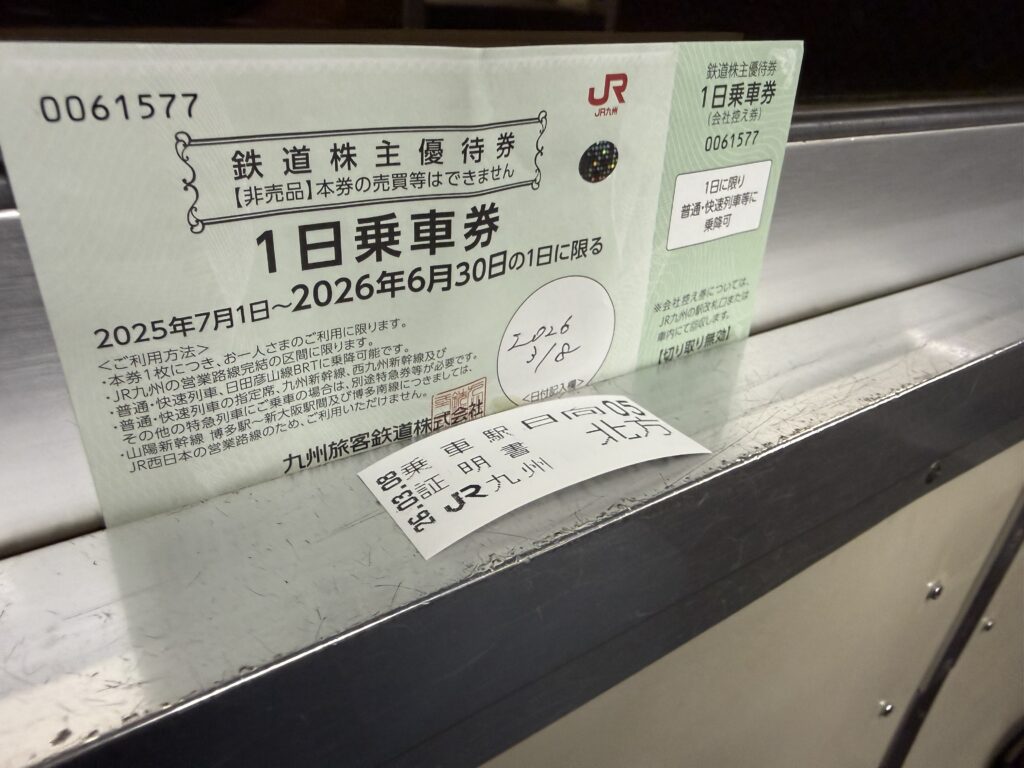 0061577
JR
JR九州
鉄道株主優待券
【非売品】本券の売買等はできません
1日乗車券
2025年7月1日〜2026年6月30日の1日に限る
<ご利用方法>
・本券1枚につき、お一人さまのご利用に限ります。
・JR九州の営業路線完結の区間に限ります。
・普通・快速列車、日田彦山線BRTに乗降可能です。
・普通・快速列車の指定席、九州新幹線、西九州新幹線及び
その他の特急列車にご乗車の場合は、別途特急券等が必要です。
・山陽新幹線 博多駅〜新大阪駅間及び博多南線につきましては、
JR西日本の営業路線のため、ご利用いただけません。
九州旅客鉄道株式会社
2026
3/8
<日付記入欄>
鉄道株主優待券
1日乗車券
(会社控え券)
0061577
1日に限り
普通・快速列車等に
乗降可
※会社控え券については、
JR九州の駅改札口または
車内にて回収します。
【切り取り無効】
26.03.08
乗車駅
証明書
JR九州
日向 05
北方